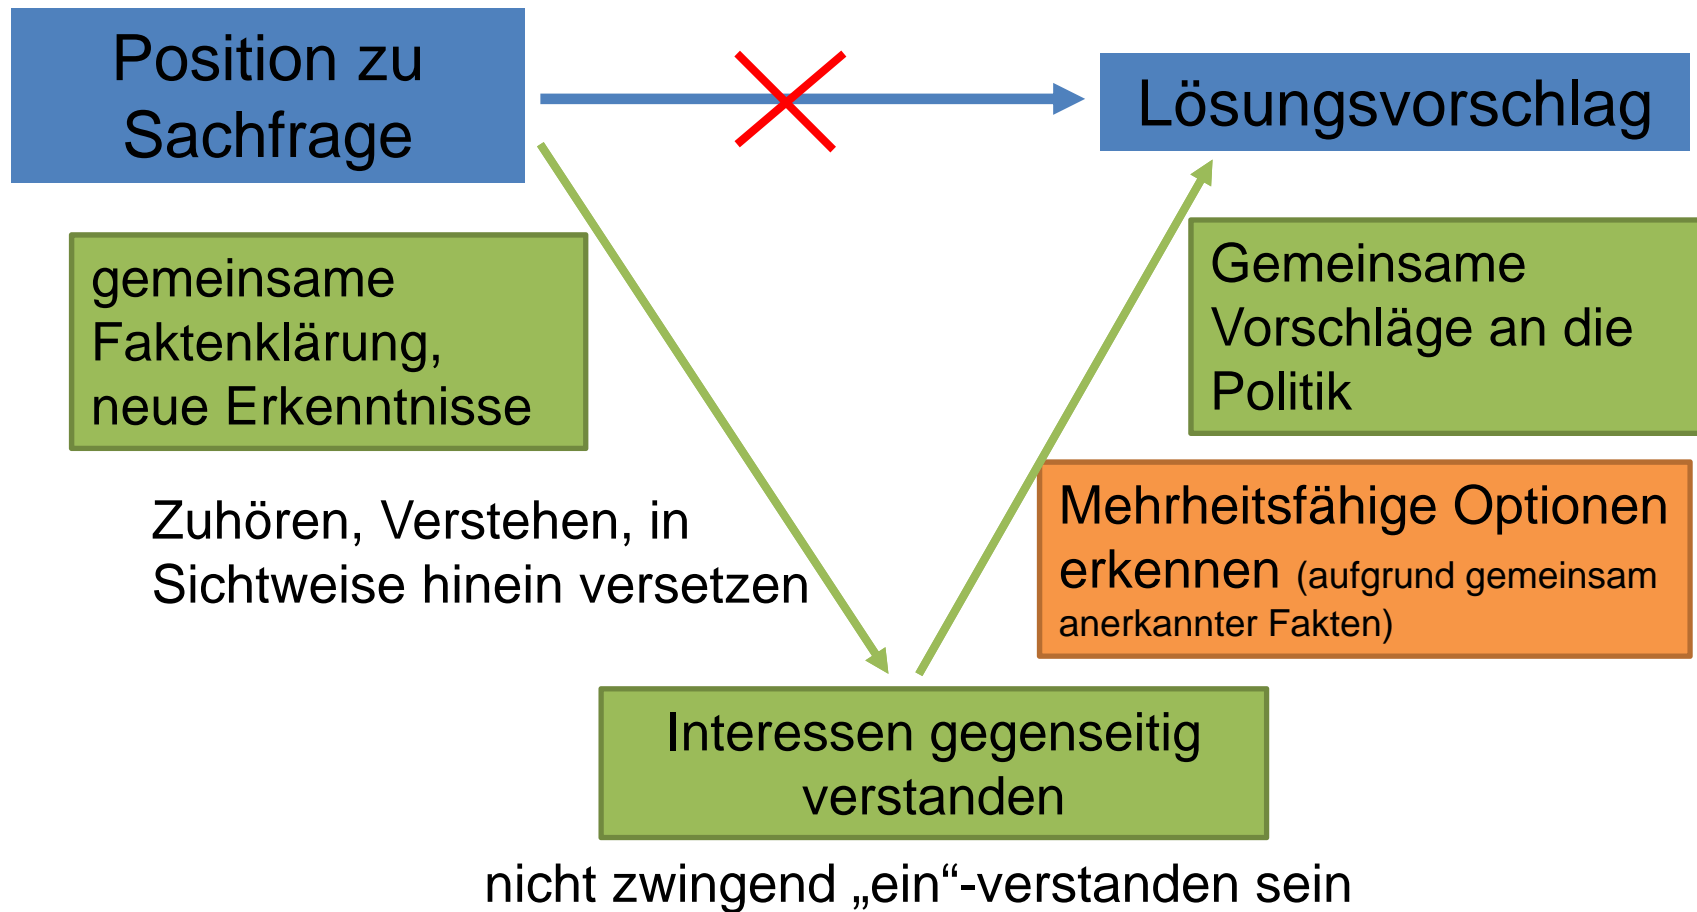 Position zu
Sachfrage
Lösungsvorschlag
gemeinsame
Faktenklärung,
neue Erkenntnisse
Gemeinsame
Vorschläge an die
Politik
Zuhören, Verstehen, in
Sichtweise hinein versetzen
Mehrheitsfähige Optionen
erkennen (aufgrund gemeinsam
anerkannter Fakten)
Interessen gegenseitig
verstanden
nicht zwingend „ein“-verstanden sein